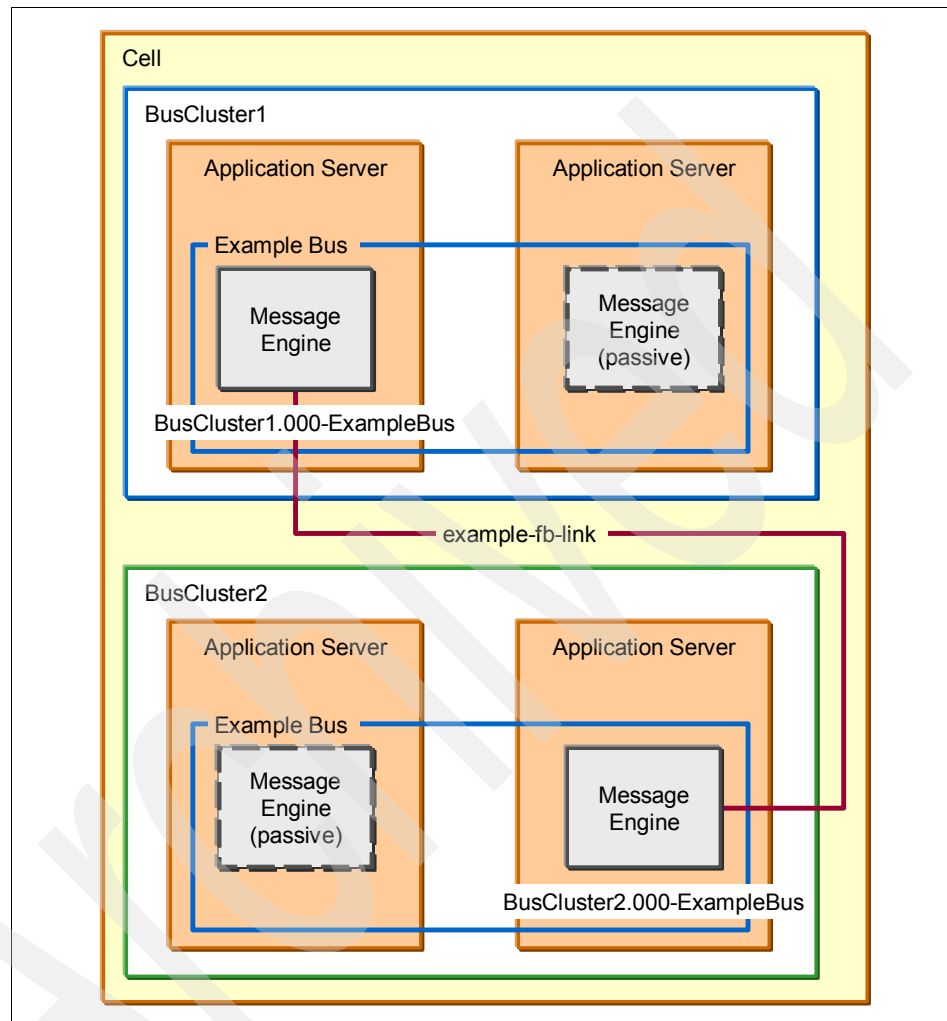 Cell
BusCluster1
Application Server
Application Server
Example Bus
Message
Engine
Message
Engine
(passive)
BusCluster1.000-ExampleBus
example-fb-link
BusCluster2
Application Server
Application Server
Example Bus
Message
Engine
(passive)
Message
Engine
BusCluster2.000-ExampleBus
Archived